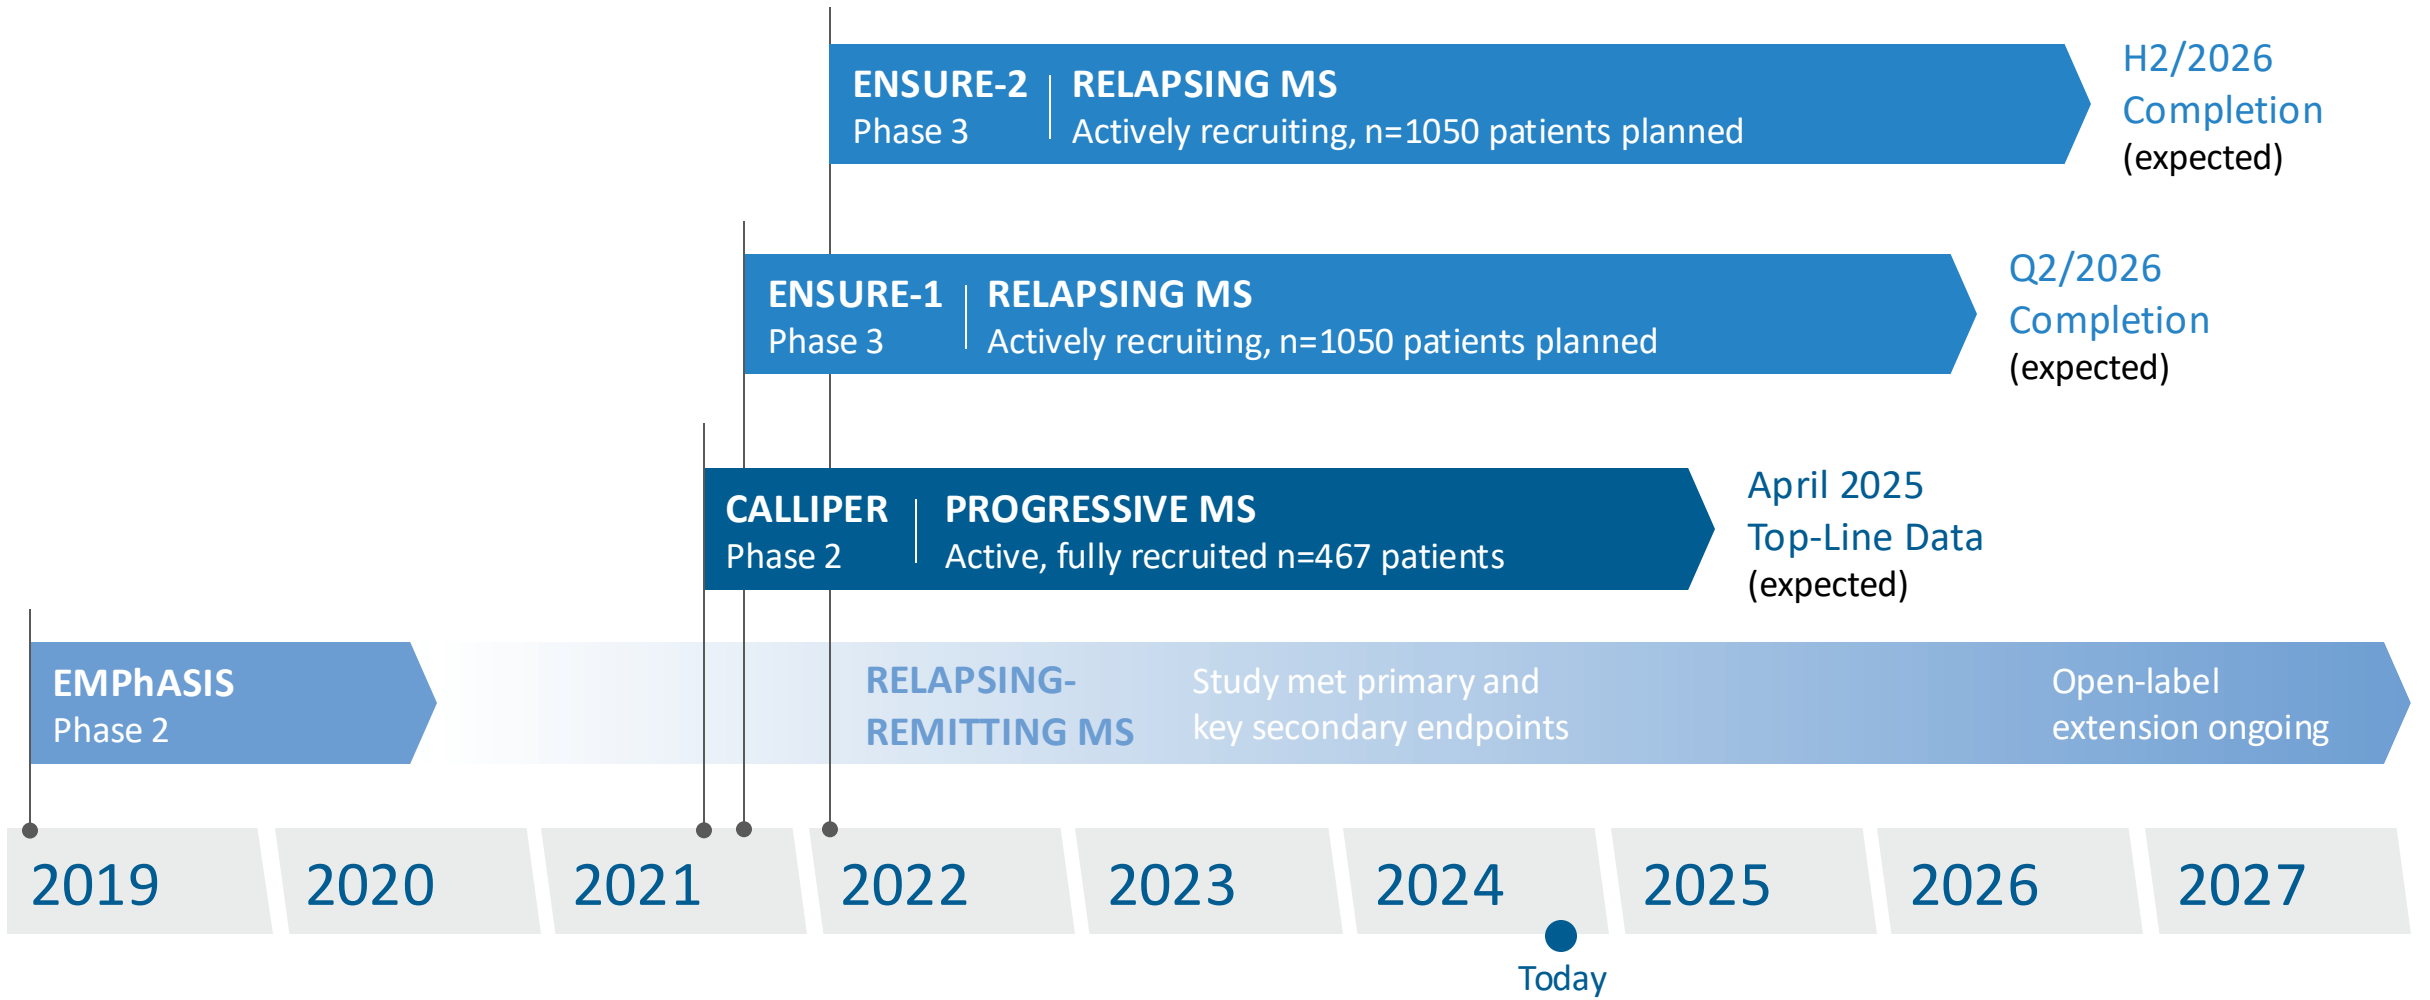 ENSURE-2
Phase 3
RELAPSING MS
Actively recruiting, n=1050 patients planned
H2/2026
Completion
(expected)
ENSURE-1
Phase 3
RELAPSING MS
Actively recruiting, n=1050 patients planned
Q2/2026
Completion
(expected)
CALLIPER
Phase 2
PROGRESSIVE MS
Active, fully recruited n=467 patients
April 2025
Top-Line Data
(expected)
EMPhASIS
Phase 2
RELAPSING-
REMITTING MS
Study met primary and
key secondary endpoints
Open-label
extension ongoing
2019 2020 2021 2022 2023 2024 2025 2026 2027
Today